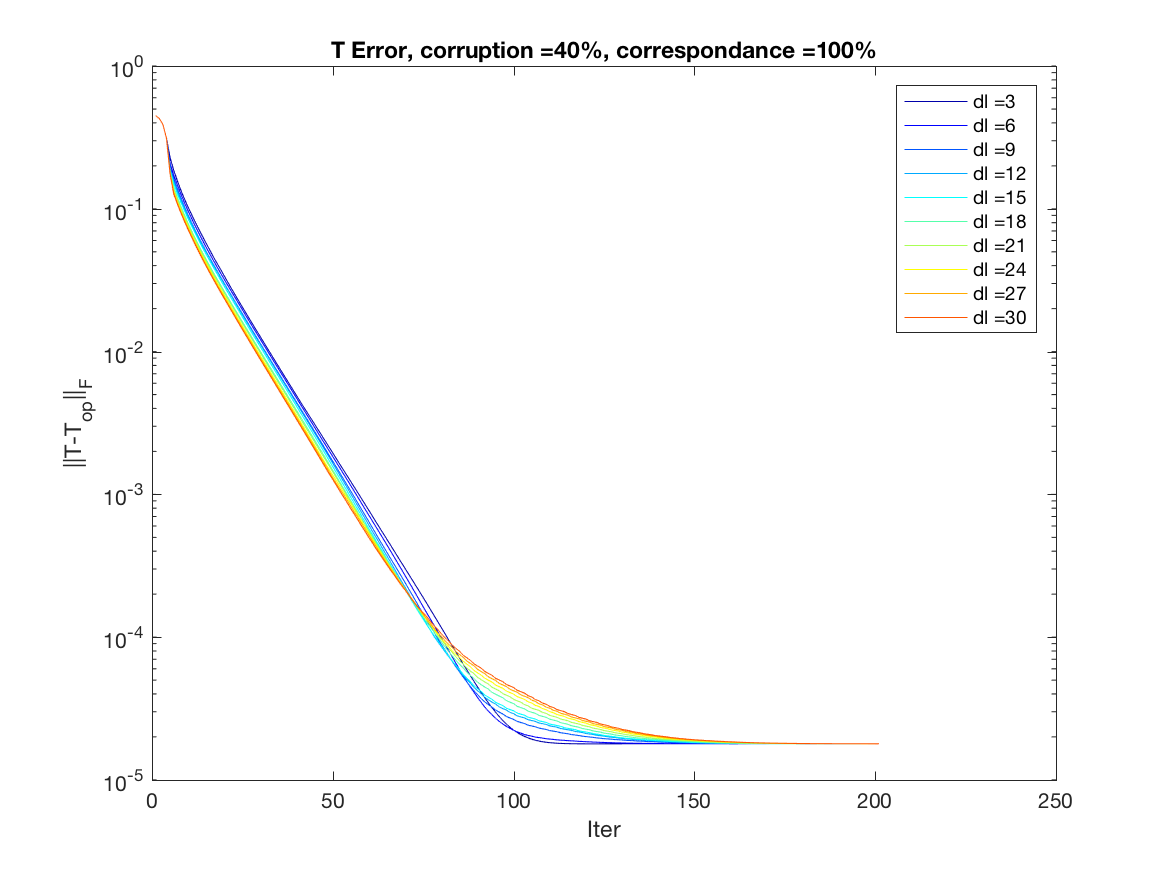 T Error, corruption =40%, correspondance =100%
10^0
10^-1
10^-2
10^-3
10^-4
10^-5
||T-T_op||_F
0 50 100 150 200 250
Iter
dl =3
dl =6
dl =9
dl =12
dl =15
dl =18
dl =21
dl =24
dl =27
dl =30